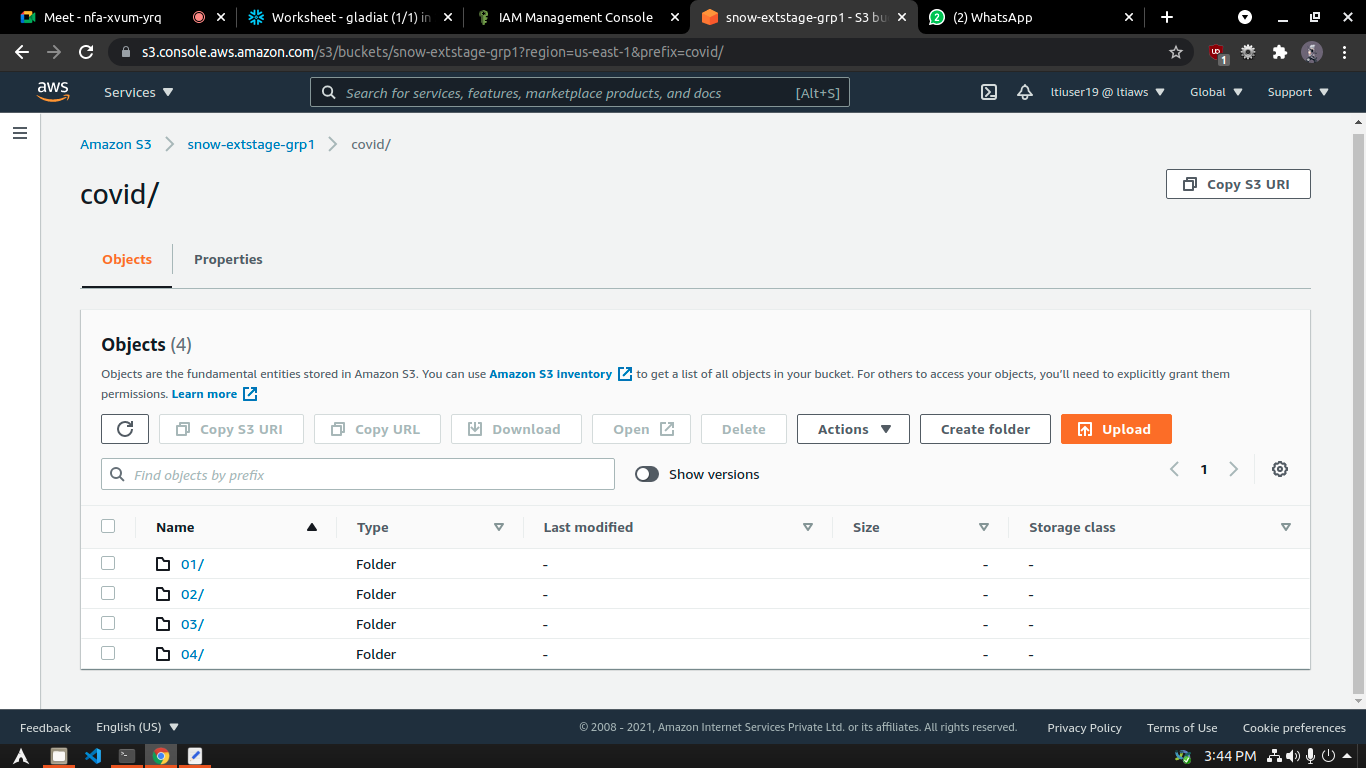 Meet - nfa-xvum-yrq
Worksheet - gladiat (1/1) in
IAM Management Console
snow-extstage-grp1 - S3 bu
(2) WhatsApp
s3.console.aws.amazon.com/s3/buckets/snow-extstage-grp1?region=us-east-1&prefix=covid/
1
aws
Services
Search for services, features, marketplace products, and docs
[Alt+S]
ltiuser19 @ ltiaws
Global
Support
Amazon S3
snow-extstage-grp1
covid/
covid/
Copy S3 URI
Objects
Properties
Objects (4)
Objects are the fundamental entities stored in Amazon S3. You can use Amazon S3 inventory to get a list of all objects in your bucket. For others to access your objects, you'll need to explicitly grant them
permissions. Learn more
Copy S3 URI
Copy URL
Download
Open
Delete
Actions
Create folder
Upload
Find objects by prefix
Show versions
1
Name
Type
Last modified
Size
Storage class
01/ Folder - - -
02/ Folder - - -
03/ Folder - - -
04/ Folder - - -
Feedback
English (US)
© 2008 - 2021, Amazon Internet Services Private Ltd. or its affiliates. All rights reserved.
Privacy Policy
Terms of Use
Cookie preferences
3:44 PM